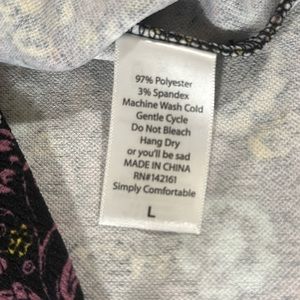 97% Polyester
3% Spandex
Machine Wash Cold
Gentle Cycle
Do Not Bleach
Hang Dry
or you'll be sad
MADE IN CHINA
RN#142161
Simply Comfortable
L